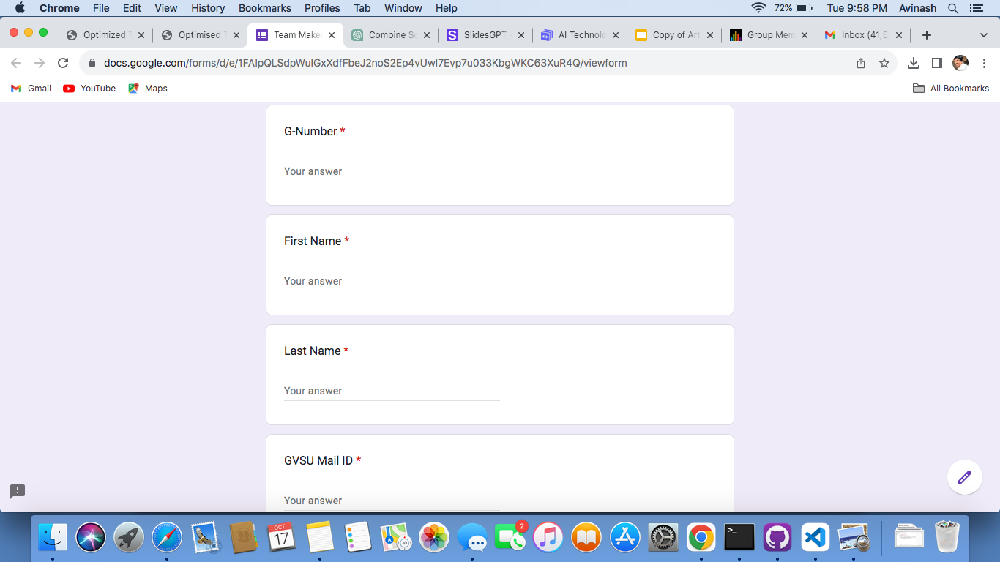 Chrome File Edit View History Bookmarks Profiles Tab Window Help 72% Tue 9:58 PM Avinash
Optimized T Optimised T Team Make Combine Sc SlidesGPT - AI Technolo Copy of Art Group Mem Inbox (41,5
docs.google.com/forms/d/e/1FAIpQLSdpWulGxXdfFbeJ2noS2Ep4vUwl7Evp7u033KbgWKC63XuR4Q/viewform
Gmail YouTube Maps All Bookmarks
G-Number *
Your answer
First Name *
Your answer
Last Name *
Your answer
GVSU Mail ID *
Your answer
OCT
17
2